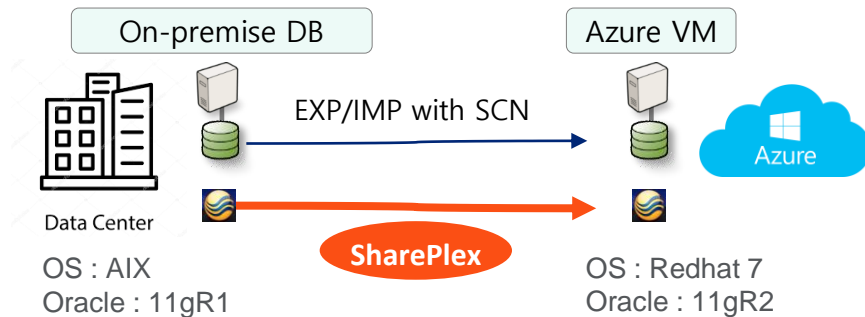 On-premise DB
Azure VM
EXP/IMP with SCN
Azure
Data Center
SharePlex
OS : AIX
Oracle : 11gR1
OS : Redhat 7
Oracle : 11gR2